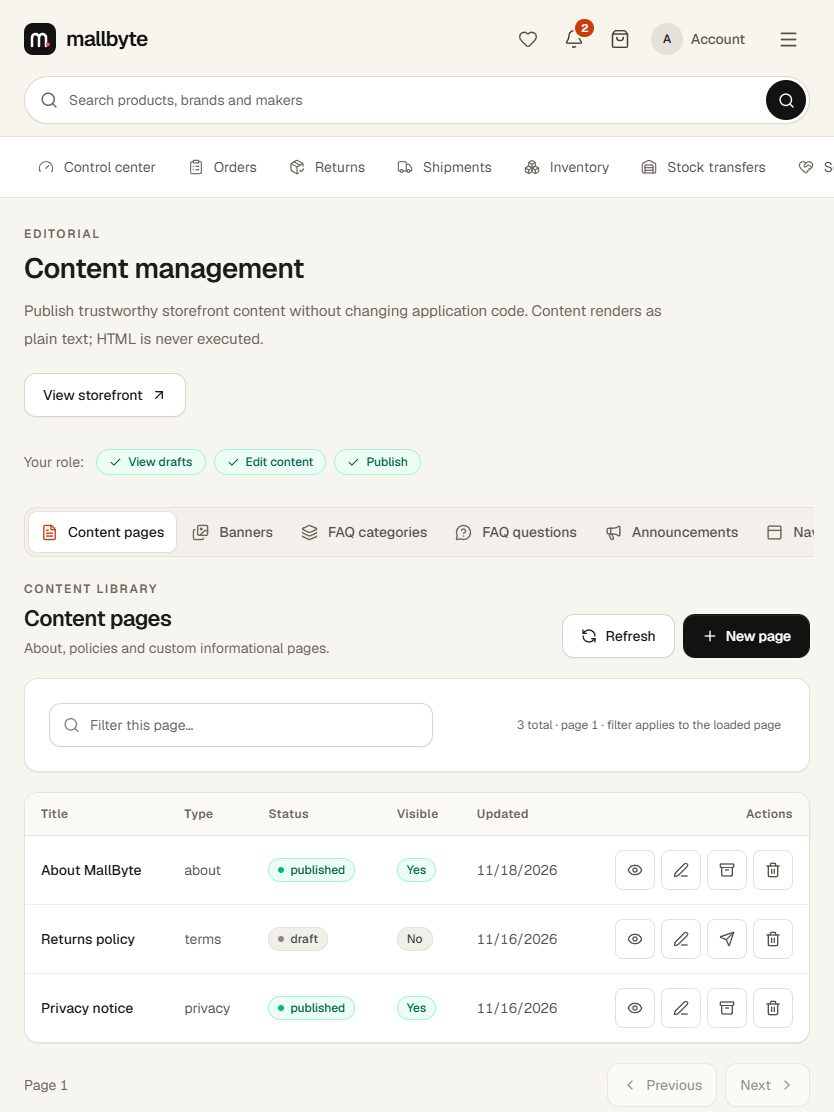 m. mallbyte
2
A Account
Search products, brands and makers
Control center Orders Returns Shipments Inventory Stock transfers S
EDITORIAL
Content management
Publish trustworthy storefront content without changing application code. Content renders as
plain text; HTML is never executed.
View storefront
Your role: View drafts Edit content Publish
Content pages Banners FAQ categories FAQ questions Announcements Nav
CONTENT LIBRARY
Content pages
About, policies and custom informational pages.
Refresh New page
Filter this page…
3 total · page 1 · filter applies to the loaded page
Title Type Status Visible Updated Actions
About MallByte about published Yes 11/18/2026
Returns policy terms draft No 11/16/2026
Privacy notice privacy published Yes 11/16/2026
Page 1 Previous Next